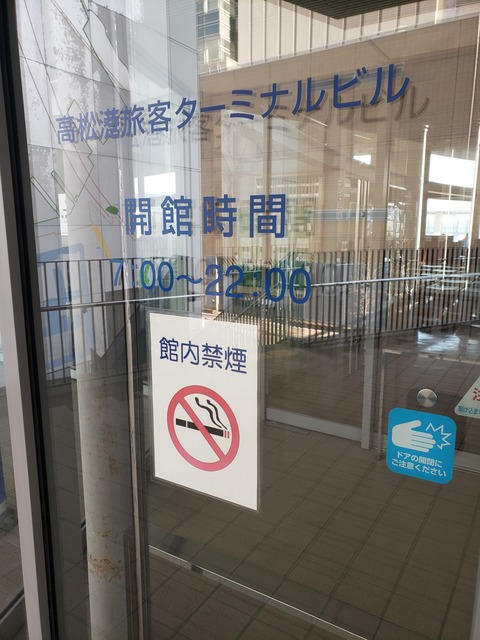 高松港旅客ターミナルビル
開館時間
7:00～22:00
館内禁煙
ドアの開閉に
ご注意ください